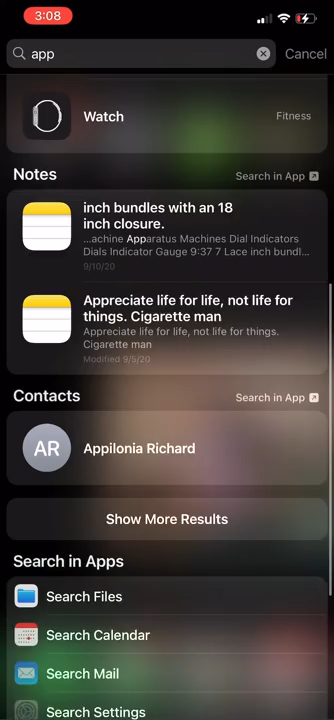 3:08
app
Cancel
Watch
Fitness
Notes
Search in App
inch bundles with an 18
inch closure.
...achine Apparatus Machines Dial Indicators
Dials Indicator Gauge 9:37 7 Lace inch bundl...
9/10/20
Appreciate life for life, not life for
things. Cigarette man
Appreciate life for life, not life for things.
Cigarette man
Modified 9/5/20
Contacts
Search in App
AR
Appilonia Richard
Show More Results
Search in Apps
Search Files
Search Calendar
Search Mail
Search Settings